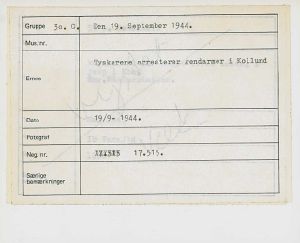 Gruppe 3o. G. Den 19. September 1944.
Mus.nr.
Tyskerne arresterer gendarmer i Kollund
Emne
Dato 19/9- 1944.
Fotograf
Neg. nr. 17.515.
Særlige
bemærkninger